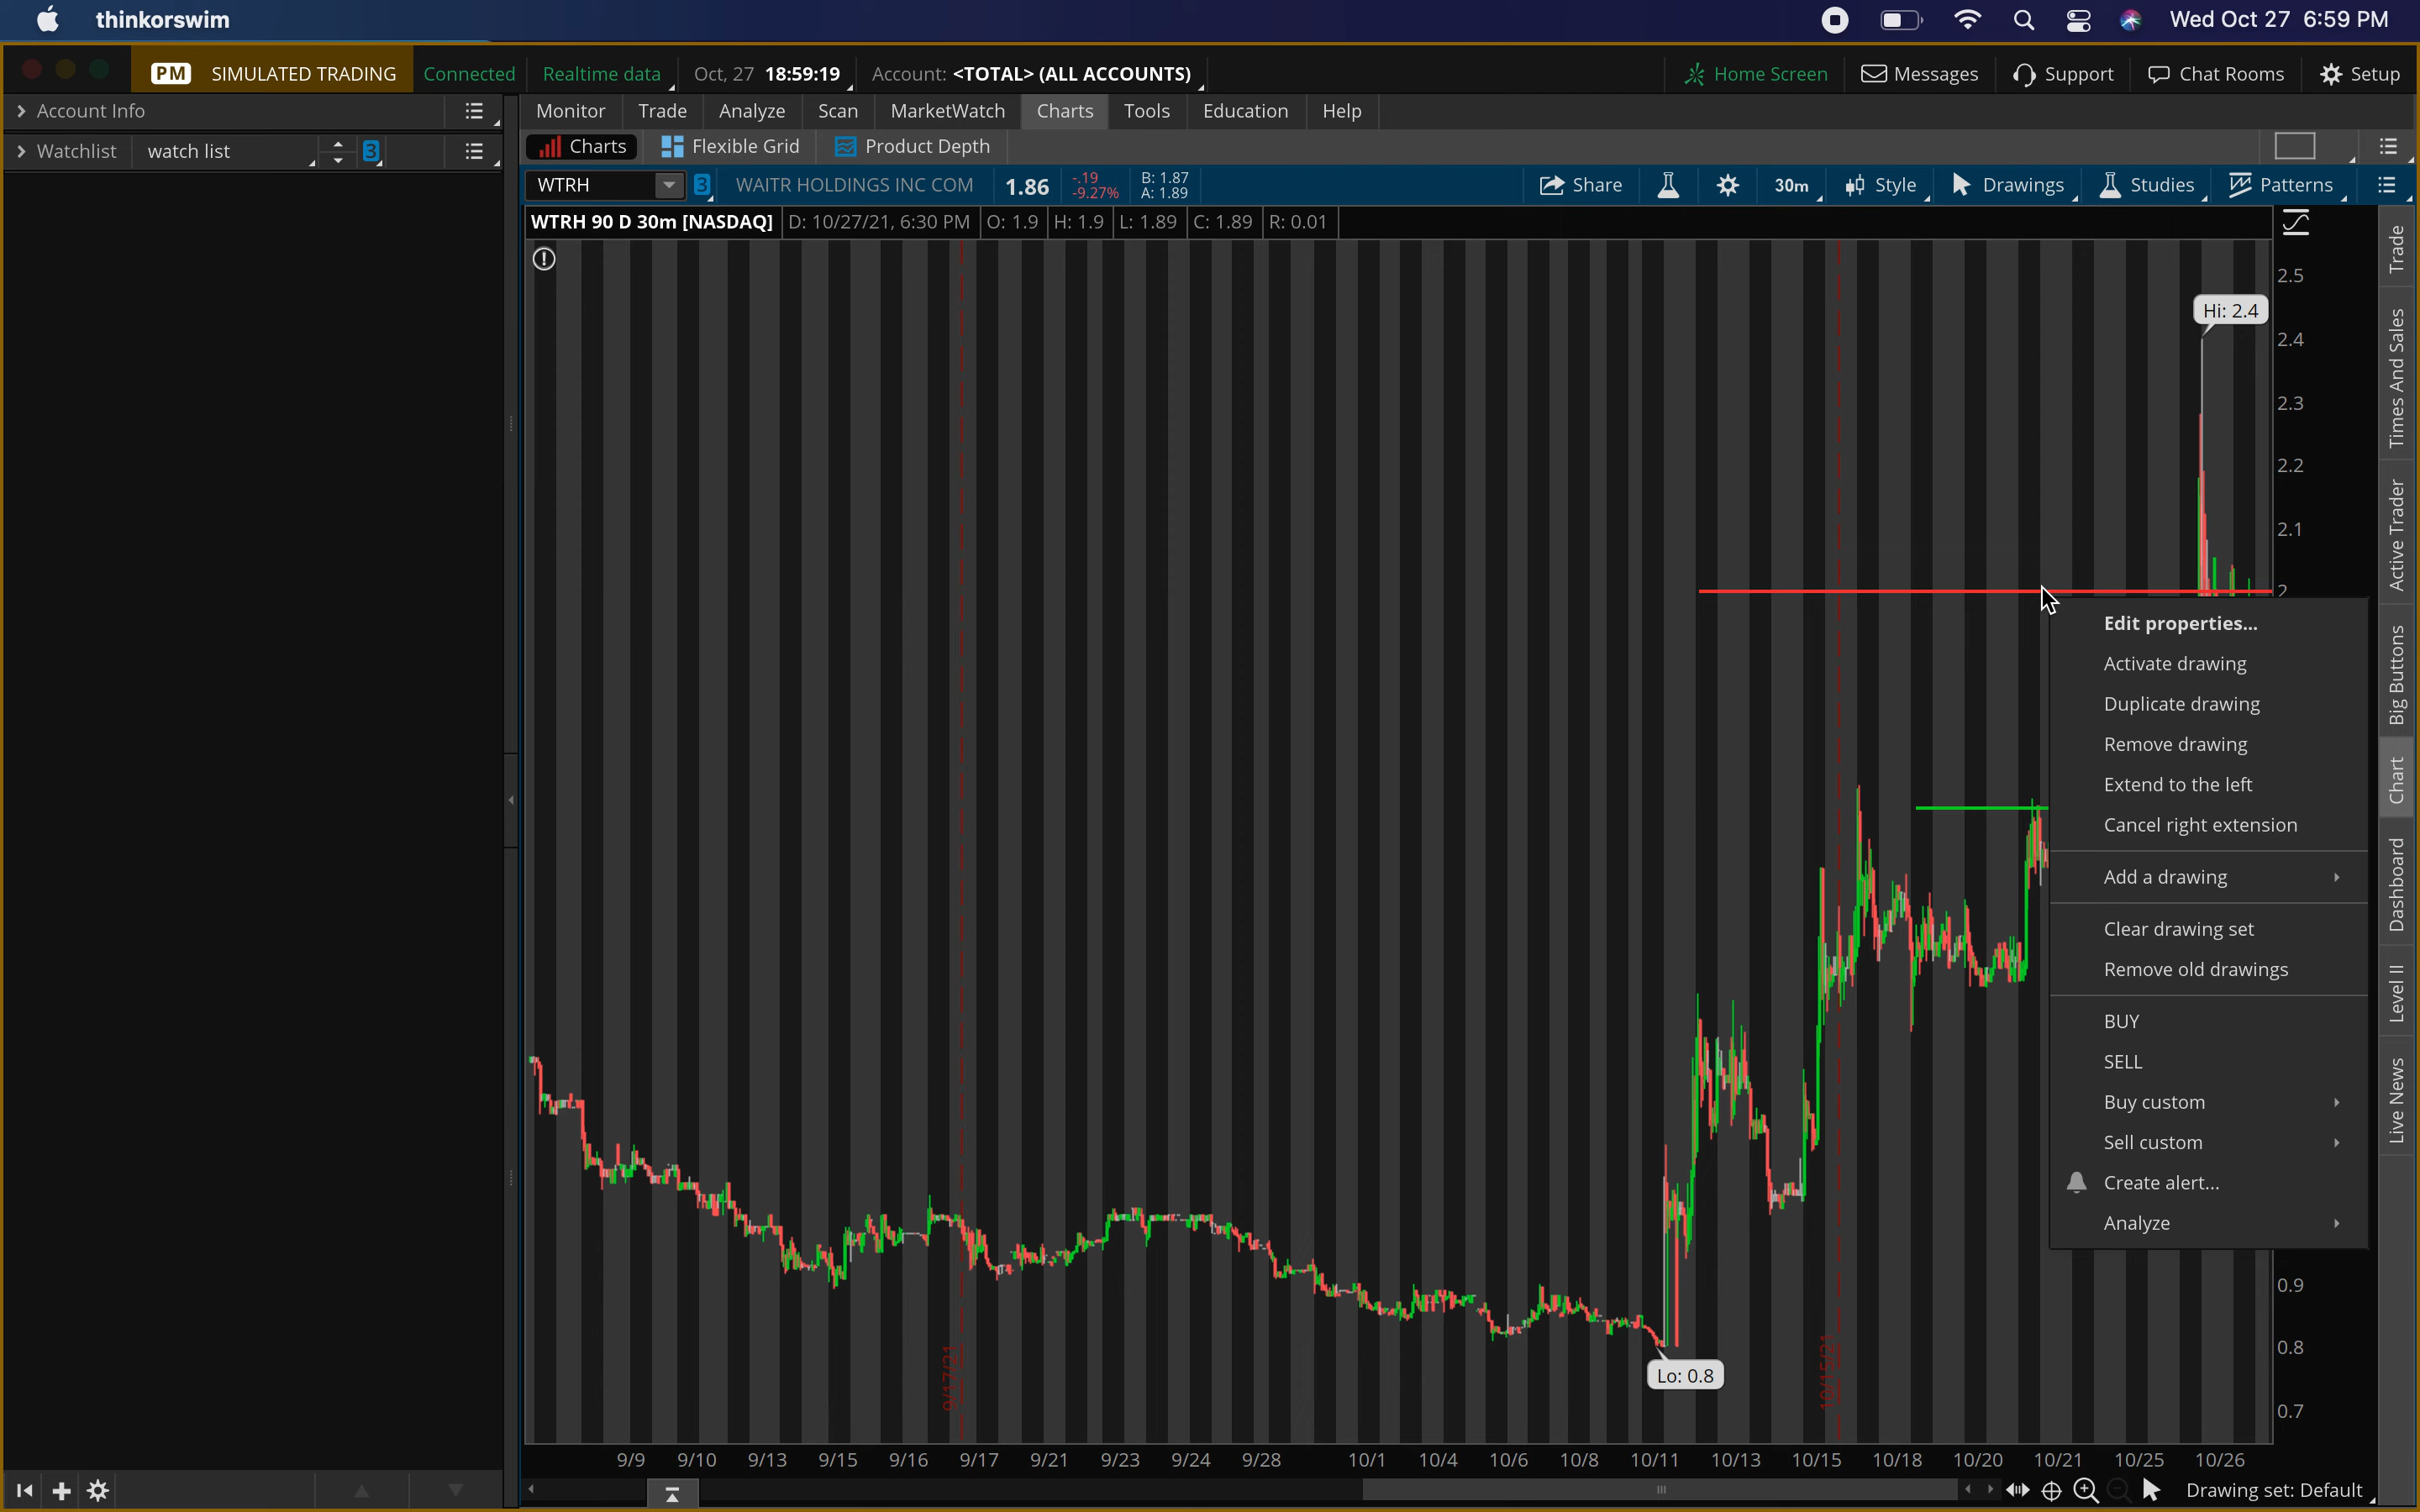 thinkorswim
Wed Oct 27 6:59 PM
PM SIMULATED TRADING Connected Realtime data Oct, 27 18:59:19 Account: <TOTAL> (ALL ACCOUNTS)
Home Screen Messages Support Chat Rooms Setup
Account Info
Monitor Trade Analyze Scan MarketWatch Charts Tools Education Help
Watchlist watch list 3
Charts Flexible Grid Product Depth
WTRH 3 WAITR HOLDINGS INC COM 1.86
-.19
-9.27%
B: 1.87
A: 1.89
Share 30m Style Drawings Studies Patterns
WTRH 90 D 30m [NASDAQ] D: 10/27/21, 6:30 PM O: 1.9 H: 1.9 L: 1.89 C: 1.89 R: 0.01
2.5
Hi: 2.4
2.4
2.3
2.2
2.1
2
Edit properties...
Activate drawing
Duplicate drawing
Remove drawing
Extend to the left
Cancel right extension
Add a drawing
Clear drawing set
Remove old drawings
BUY
SELL
Buy custom
Sell custom
Create alert...
Analyze
0.9
0.8
0.7
Lo: 0.8
9/17/21
10/15/21
9/9 9/10 9/13 9/15 9/16 9/17 9/21 9/23 9/24 9/28 10/1 10/4 10/6 10/8 10/11 10/13 10/15 10/18 10/20 10/21 10/25 10/26
Drawing set: Default
Trade
Times And Sales
Active Trader
Big Buttons
Chart
Dashboard
Level II
Live News